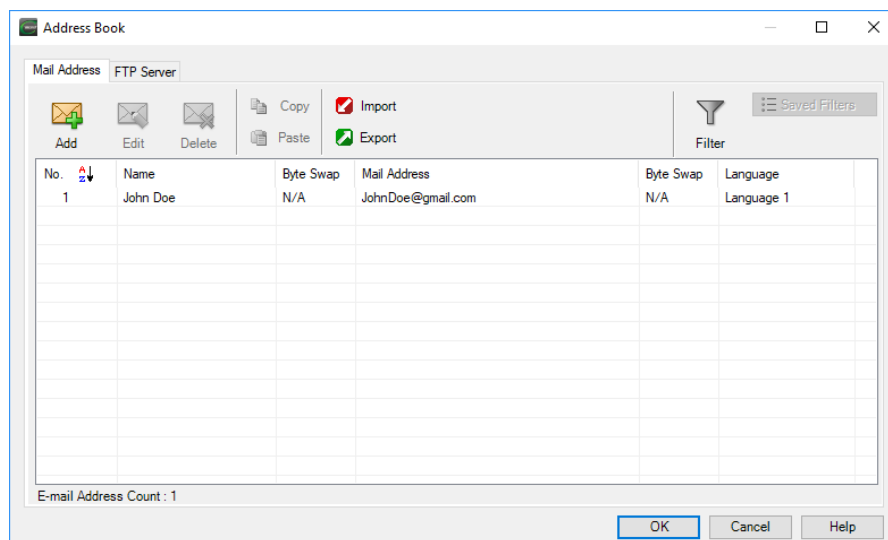 Address Book
Mail Address FTP Server
Add Edit Delete Copy Paste Import Export Filter Saved Filters
No. Name Byte Swap Mail Address Byte Swap Language
1 John Doe N/A JohnDoe@gmail.com N/A Language 1
E-mail Address Count : 1
OK Cancel Help